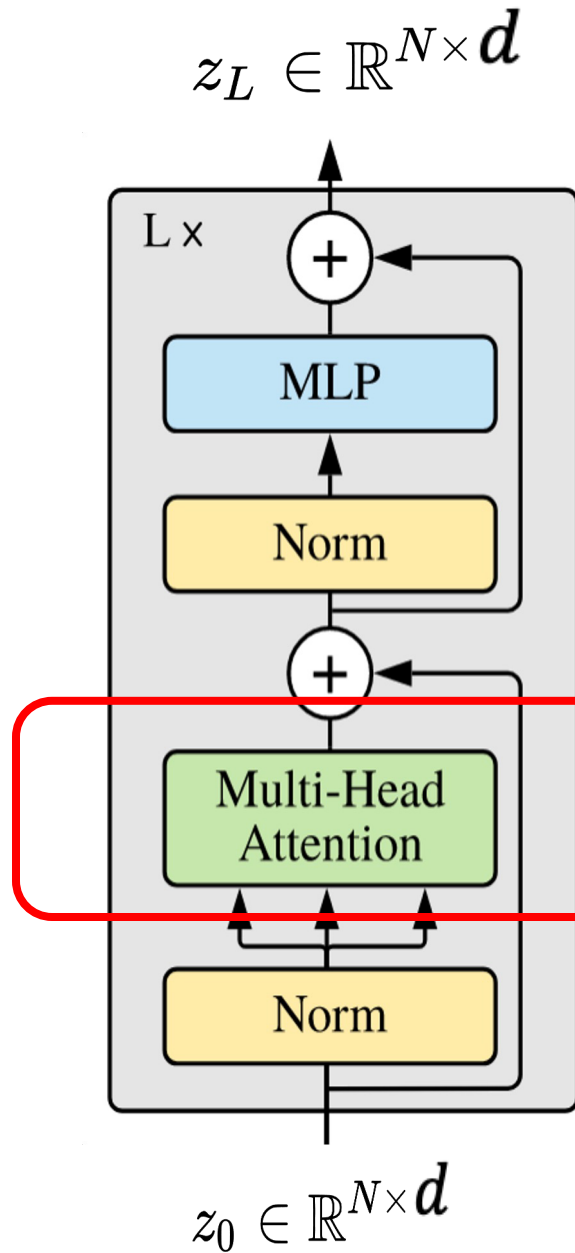 z_L ∈ ℝ^{N×d}
L ×
+
MLP
Norm
+
Multi-Head
Attention
Norm
z_0 ∈ ℝ^{N×d}